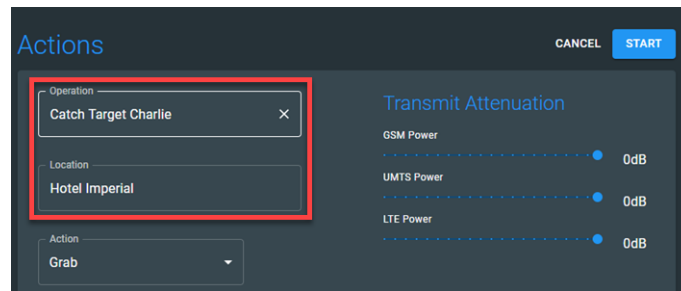 Actions
CANCEL
START
Operation
Catch Target Charlie
Location
Hotel Imperial
Action
Grab
Transmit Attenuation
GSM Power
0dB
UMTS Power
0dB
LTE Power
0dB